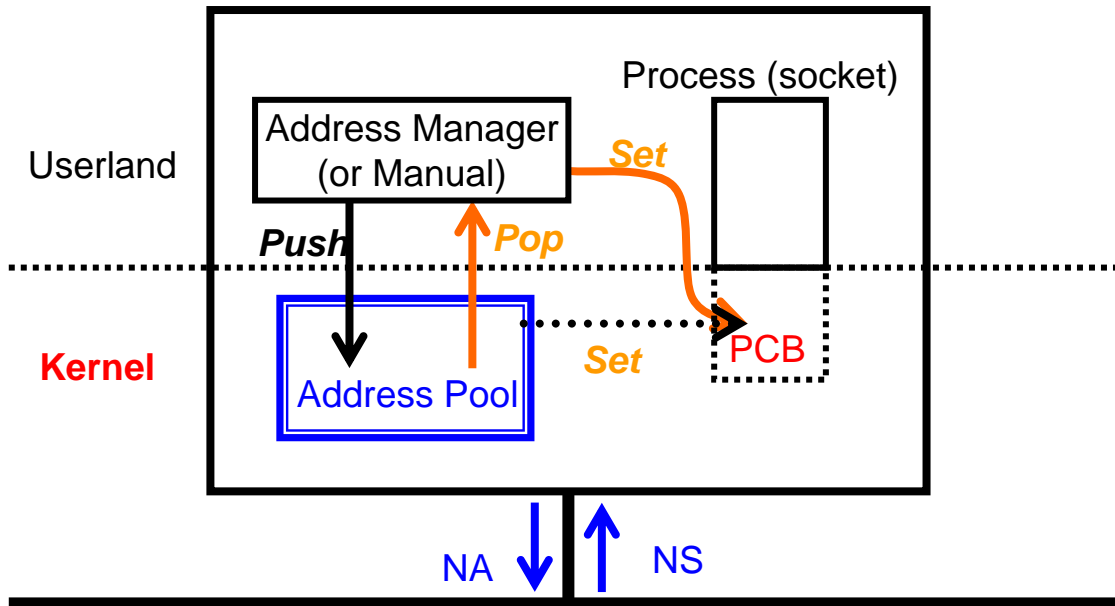 Process (socket)
Address Manager
(or Manual)
Userland
Set
Push
Pop
Kernel
Set
PCB
Address Pool
NA
NS